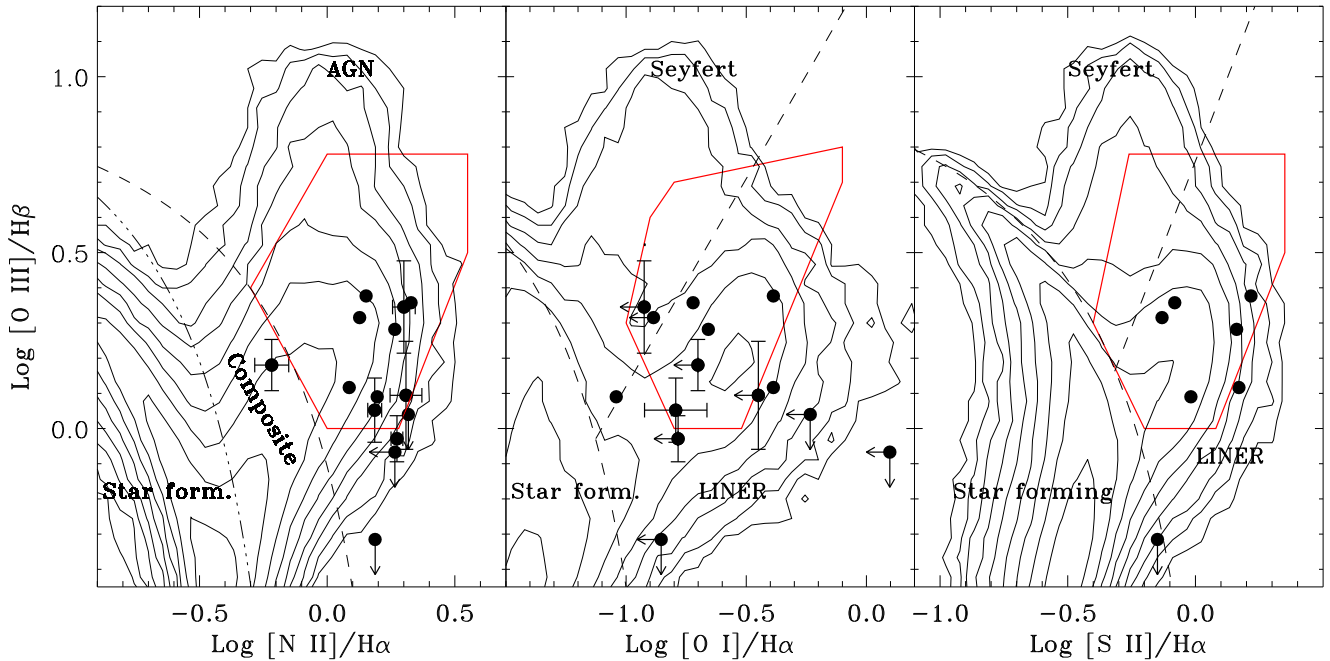 AGN
Seyfert
Seyfert
1.0
0.5
0.0
Log [O III]/Hβ
Composite
Star form.
Star form.
LINER
Star forming
LINER
−0.5
0.0
0.5
−1.0
−0.5
0.0
−1.0
−0.5
0.0
Log [N II]/Hα
Log [O I]/Hα
Log [S II]/Hα